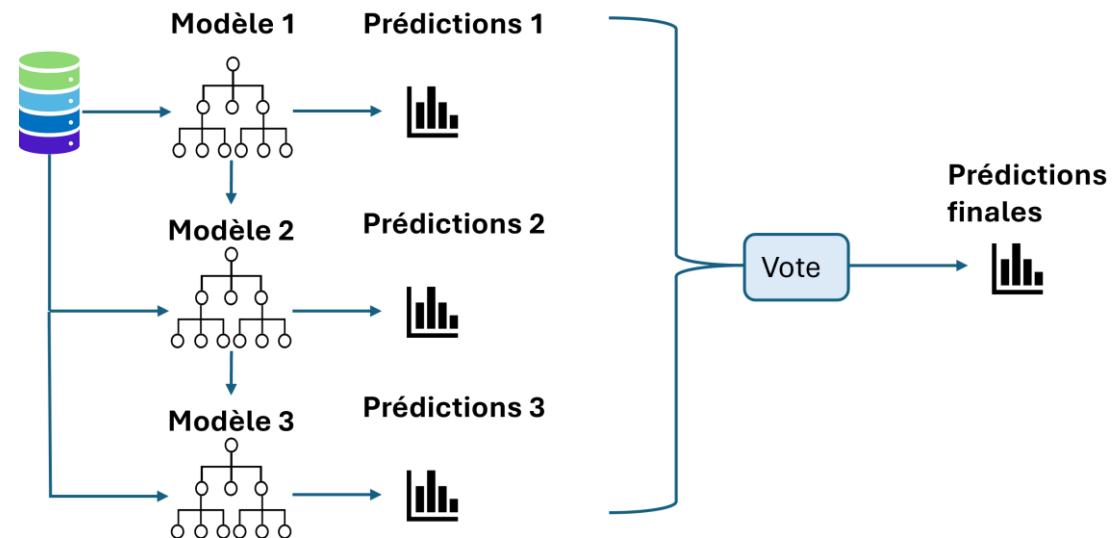 Modèle 1
Prédictions 1
Modèle 2
Prédictions 2
Modèle 3
Prédictions 3
Vote
Prédictions
finales